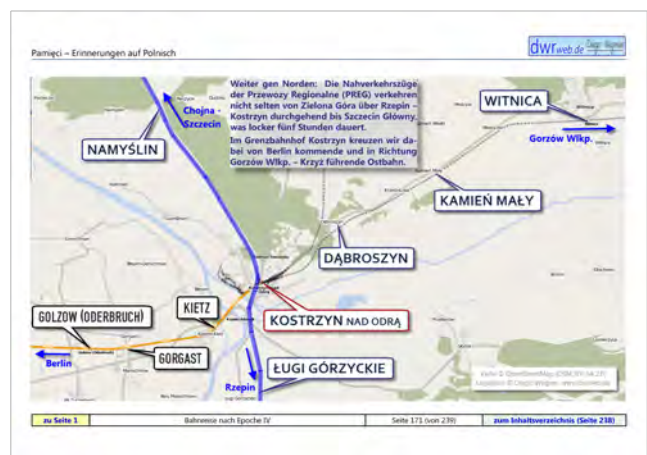 Pamięci – Erinnerungen auf Polnisch
dwrweb.de
Weiter gen Norden: Die Nahverkehrszüge
der Przewozy Regionalne (PREG) verkehren
nicht selten von Zielona Góra über Rzepin –
Kostrzyn durchgehend bis Szczecin Główny,
was locker fünf Stunden dauert.
Im Grenzbahnhof Kostrzyn kreuzen wir da-
bei von Berlin kommende und in Richtung
Gorzów Wlkp. – Krzyż führende Ostbahn.
Chojna -
Szczecin
WITNICA
Gorzów Wlkp.
NAMYŚLIN
KAMIEŃ MAŁY
DĄBROSZYN
KIETZ
GOLZOW (ODERBRUCH)
KOSTRZYN NAD ODRĄ
GORGAST
Berlin
Rzepin
ŁUGI GÓRZYCKIE
zu Seite 1
Bahnreise nach Epoche IV
Seite 171 (von 239)
zum Inhaltsverzeichnis (Seite 238)